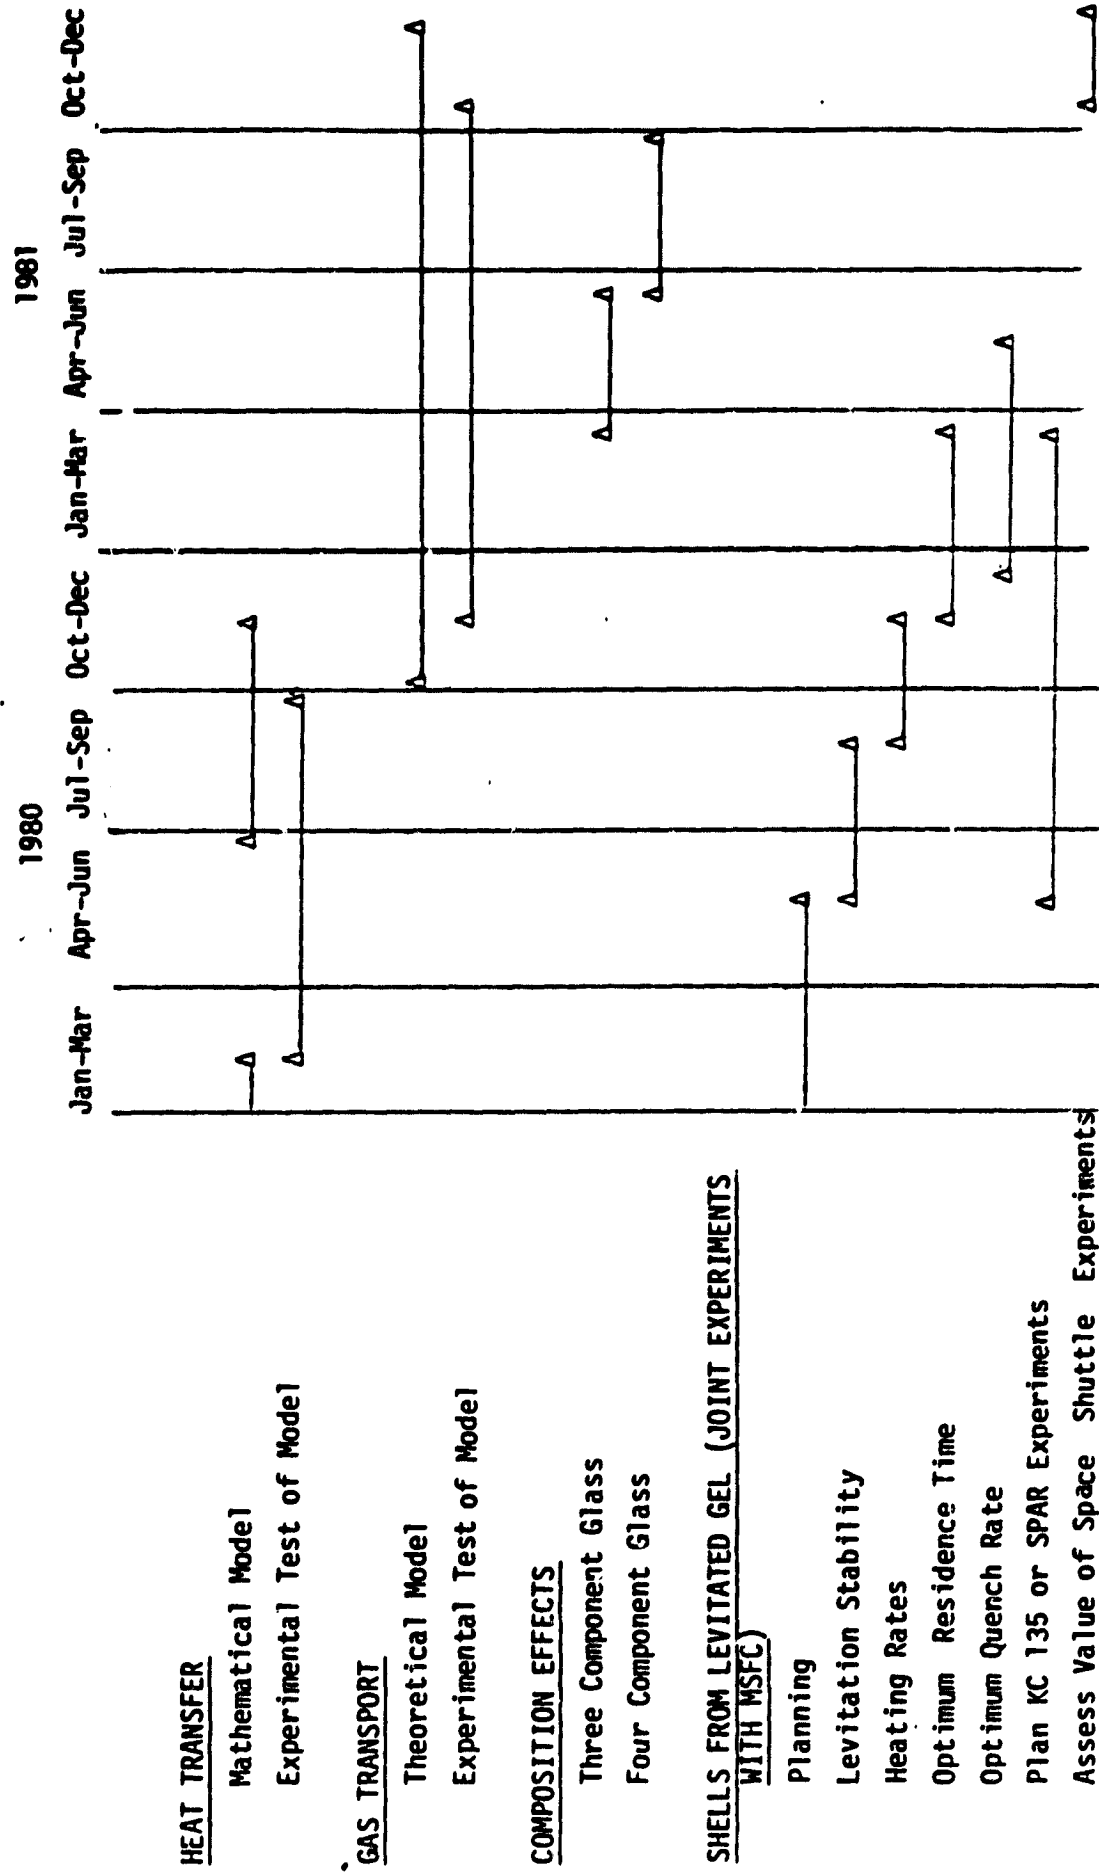 1980
1981
Jan-Mar Apr-Jun Jul-Sep Oct-Dec Jan-Mar Apr-Jun Jul-Sep Oct-Dec
HEAT TRANSFER
Mathematical Model
Experimental Test of Model
GAS TRANSPORT
Theoretical Model
Experimental Test of Model
COMPOSITION EFFECTS
Three Component Glass
Four Component Glass
SHELLS FROM LEVITATED GEL (JOINT EXPERIMENTS
WITH MSFC)
Planning
Levitation Stability
Heating Rates
Optimum Residence Time
Optimum Quench Rate
Plan KC 135 or SPAR Experiments
Assess Value of Space Shuttle Experiments